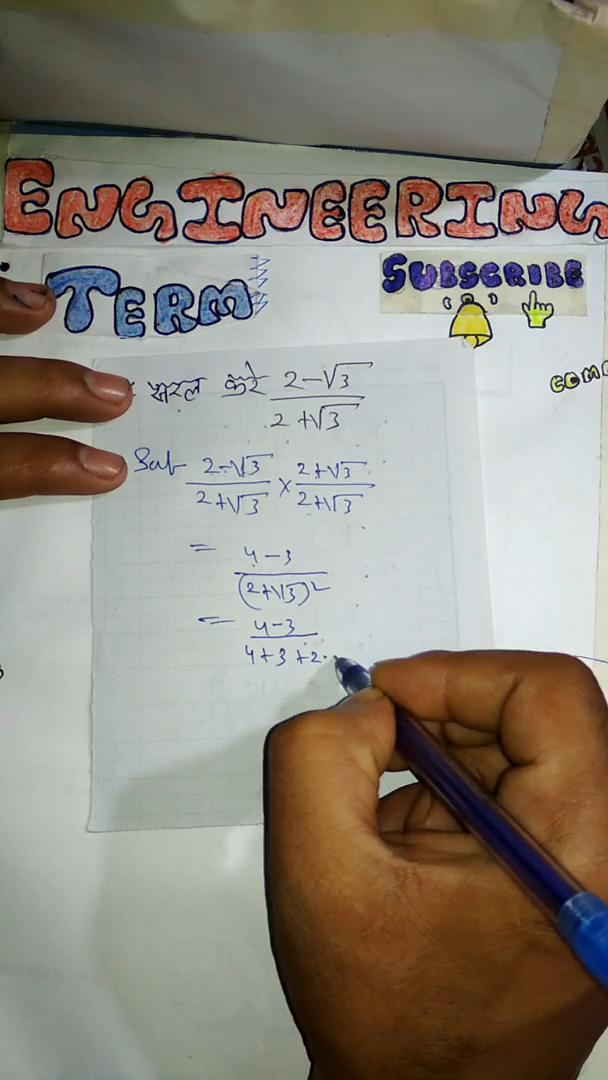 ENGINEERING
TERM
SUBSCRIBE
COM
सरल करे (2-√3)/(2+√3)
Sol (2-√3)/(2+√3) × (2+√3)/(2+√3)
= (4-3)/(2+√3)²
= (4-3)/(4+3+2.